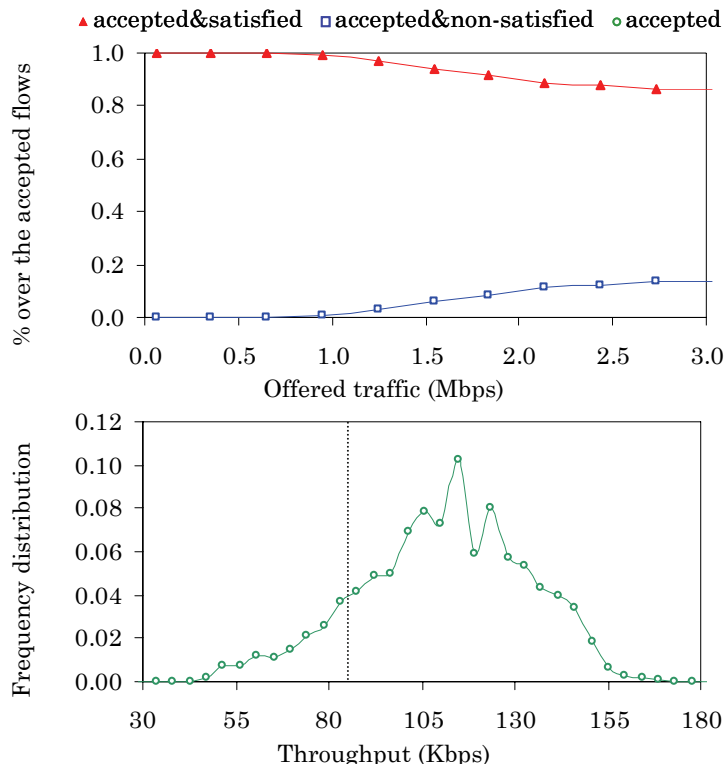 accepted&satisfied accepted&non-satisfied accepted
% over the accepted flows
1.0
0.8
0.6
0.4
0.2
0.0
0.0 0.5 1.0 1.5 2.0 2.5 3.0
Offered traffic (Mbps)
Frequency distribution
0.12
0.10
0.08
0.06
0.04
0.02
0.00
30 55 80 105 130 155 180
Throughput (Kbps)